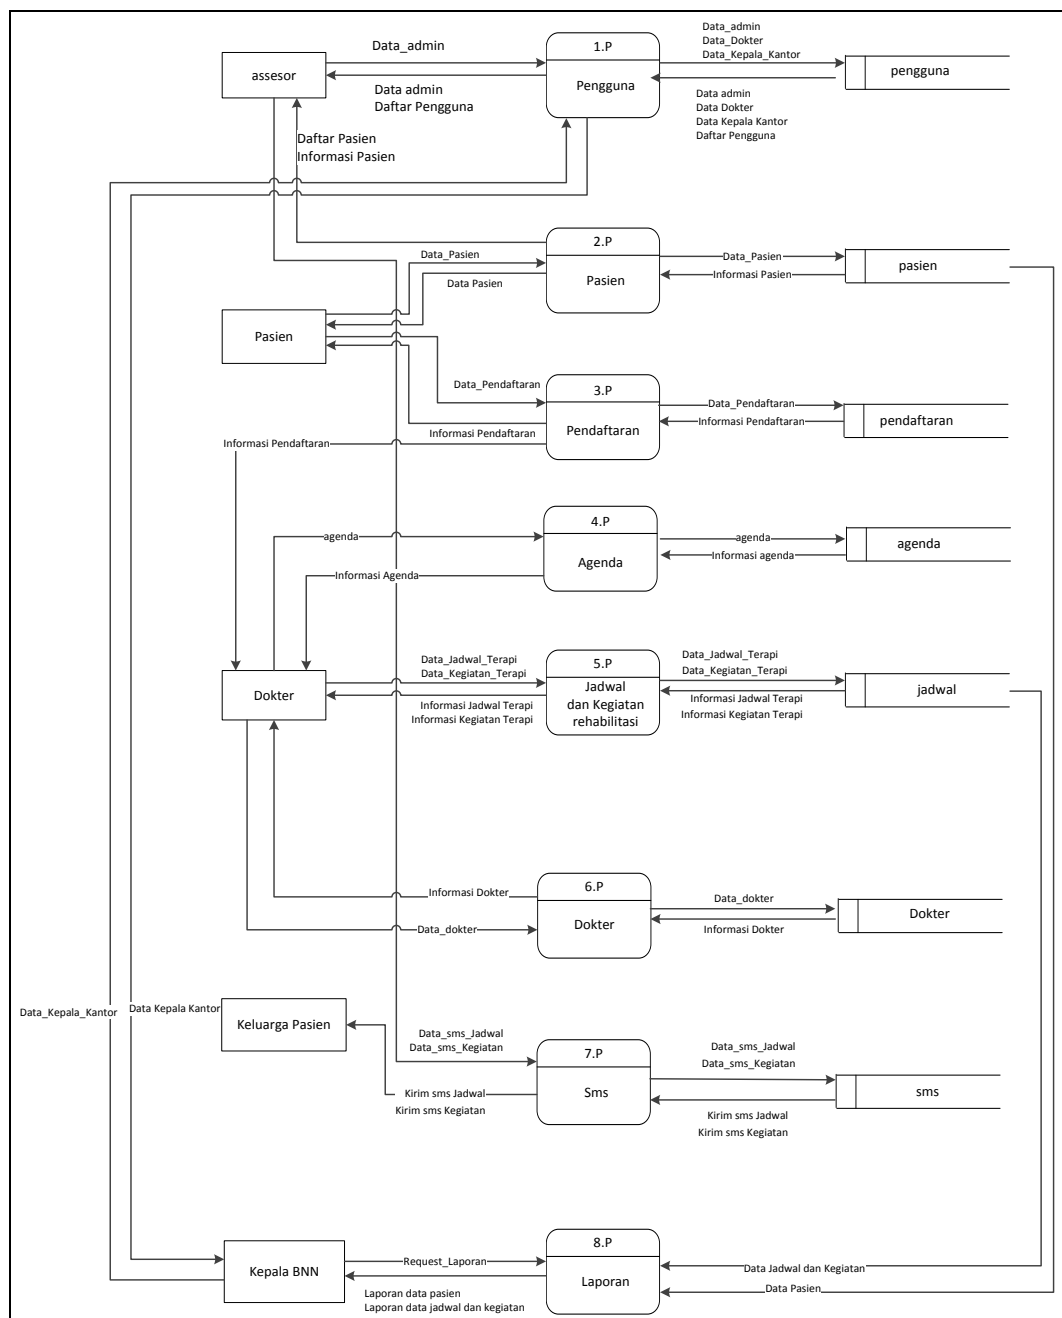 Data_admin
1.P
Data_admin
Data_Dokter
Data_Kepala_Kantor
assesor
Pengguna
pengguna
Data admin
Daftar Pengguna
Data admin
Data Dokter
Data Kepala Kantor
Daftar Pengguna
Daftar Pasien
Informasi Pasien
2.P
Data_Pasien
Data_Pasien
pasien
Data Pasien
Pasien
Informasi Pasien
Pasien
3.P
Data_Pendaftaran
Data_Pendaftaran
Informasi Pendaftaran
pendaftaran
Informasi Pendaftaran
Pendaftaran
Informasi Pendaftaran
4.P
agenda
agenda
agenda
Informasi agenda
Agenda
Informasi Agenda
5.P
Data_Jadwal_Terapi
Data_Kegiatan_Terapi
Data_Jadwal_Terapi
Data_Kegiatan_Terapi
Dokter
Jadwal
dan Kegiatan
rehabilitasi
jadwal
Informasi Jadwal Terapi
Informasi Kegiatan Terapi
Informasi Jadwal Terapi
Informasi Kegiatan Terapi
6.P
Informasi Dokter
Data_dokter
Dokter
Data_dokter
Dokter
Informasi Dokter
Data_Kepala_Kantor
Data Kepala Kantor
Keluarga Pasien
Data_sms_Jadwal
Data_sms_Kegiatan
7.P
Data_sms_Jadwal
Data_sms_Kegiatan
Kirim sms Jadwal
Kirim sms Kegiatan
Sms
sms
Kirim sms Jadwal
Kirim sms Kegiatan
8.P
Request_Laporan
Kepala BNN
Laporan
Data Jadwal dan Kegiatan
Data Pasien
Laporan data pasien
Laporan data jadwal dan kegiatan